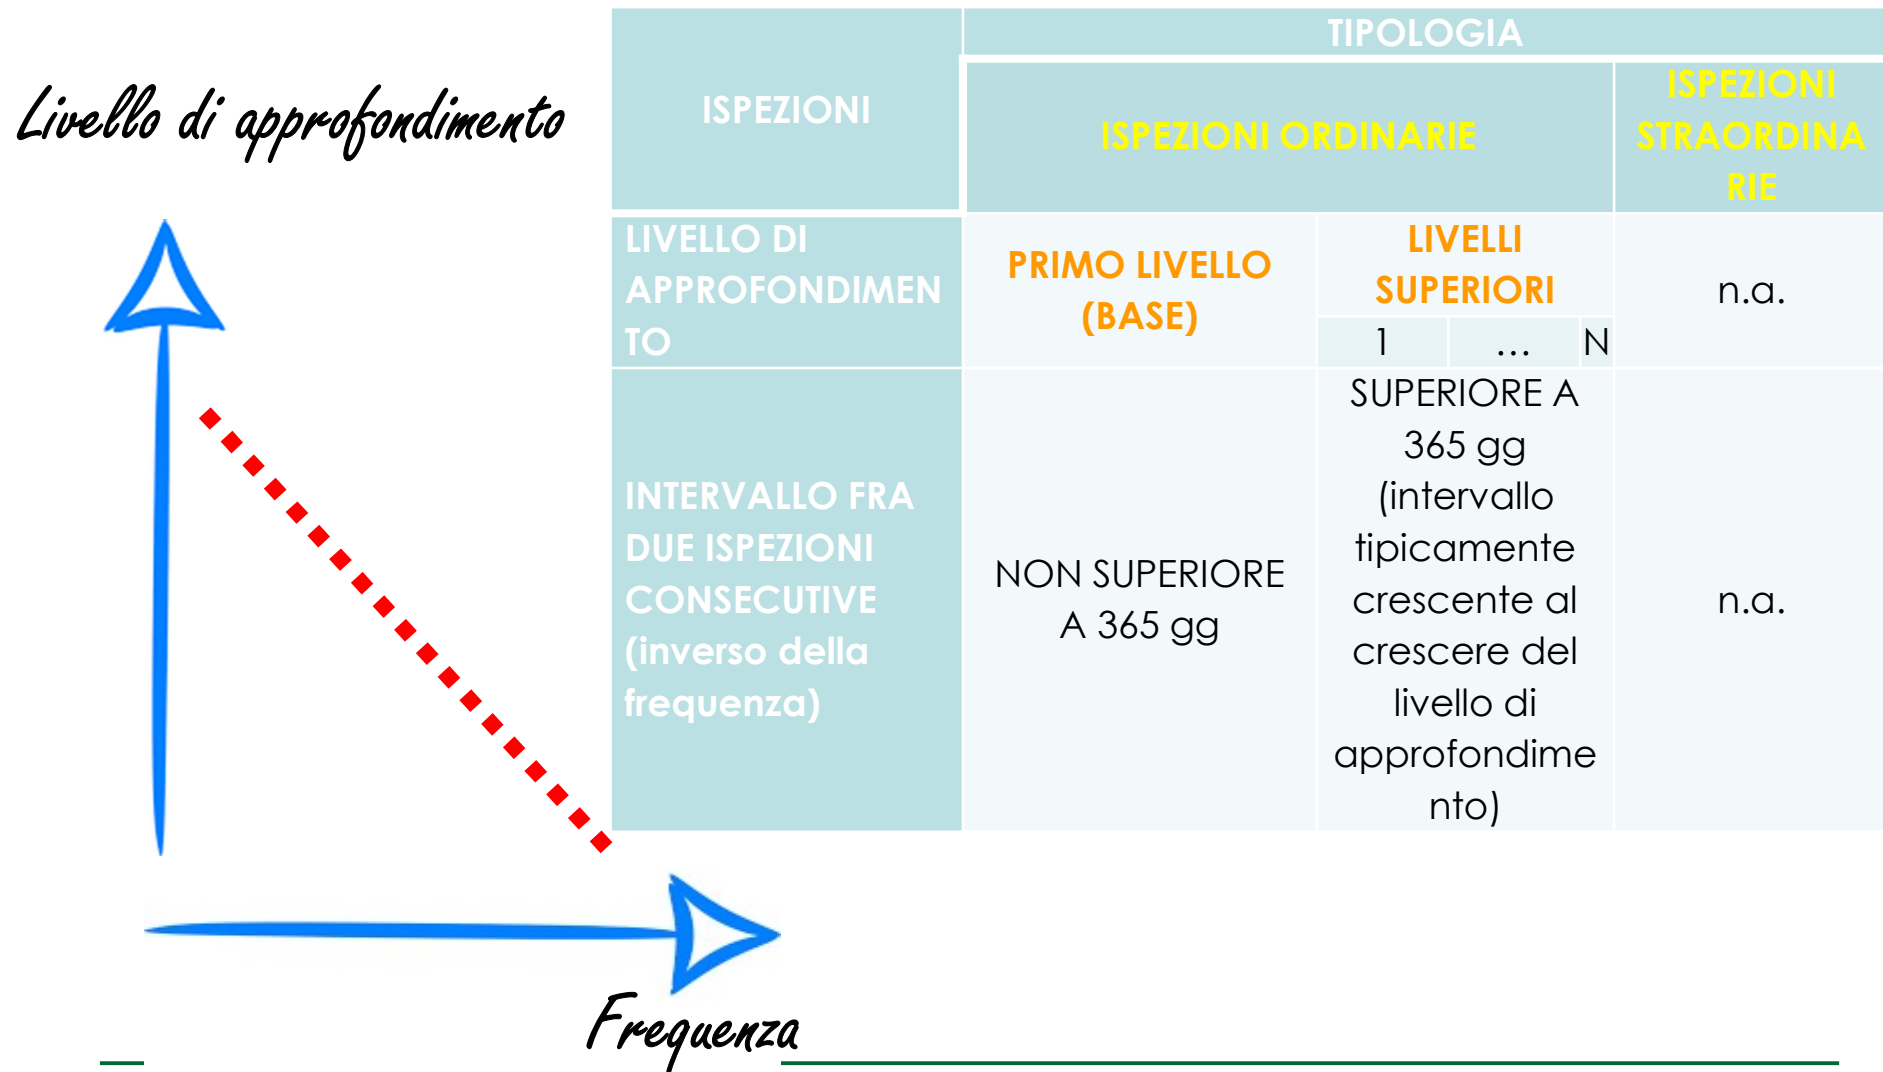 Livello di approfondimento
Frequenza
ISPEZIONI
TIPOLOGIA
ISPEZIONI ORDINARIE
ISPEZIONI
STRAORDINA
RIE
LIVELLO DI
APPROFONDIMEN
TO
PRIMO LIVELLO
(BASE)
LIVELLI
SUPERIORI
1 … N
n.a.
INTERVALLO FRA
DUE ISPEZIONI
CONSECUTIVE
(inverso della
frequenza)
NON SUPERIORE
A 365 gg
SUPERIORE A
365 gg
(intervallo
tipicamente
crescente al
crescere del
livello di
approfondime
nto)
n.a.